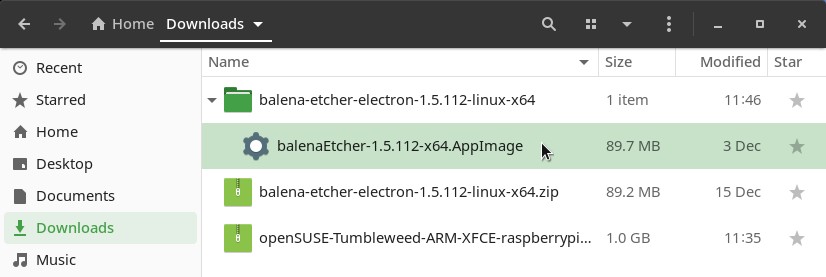 Home Downloads
Name Size Modified Star
Recent
Starred
Home
Desktop
Documents
Downloads
Music
balena-etcher-electron-1.5.112-linux-x64 1 item 11:46
balenaEtcher-1.5.112-x64.AppImage 89.7 MB 3 Dec
balena-etcher-electron-1.5.112-linux-x64.zip 89.2 MB 15 Dec
openSUSE-Tumbleweed-ARM-XFCE-raspberrypi... 1.0 GB 11:35